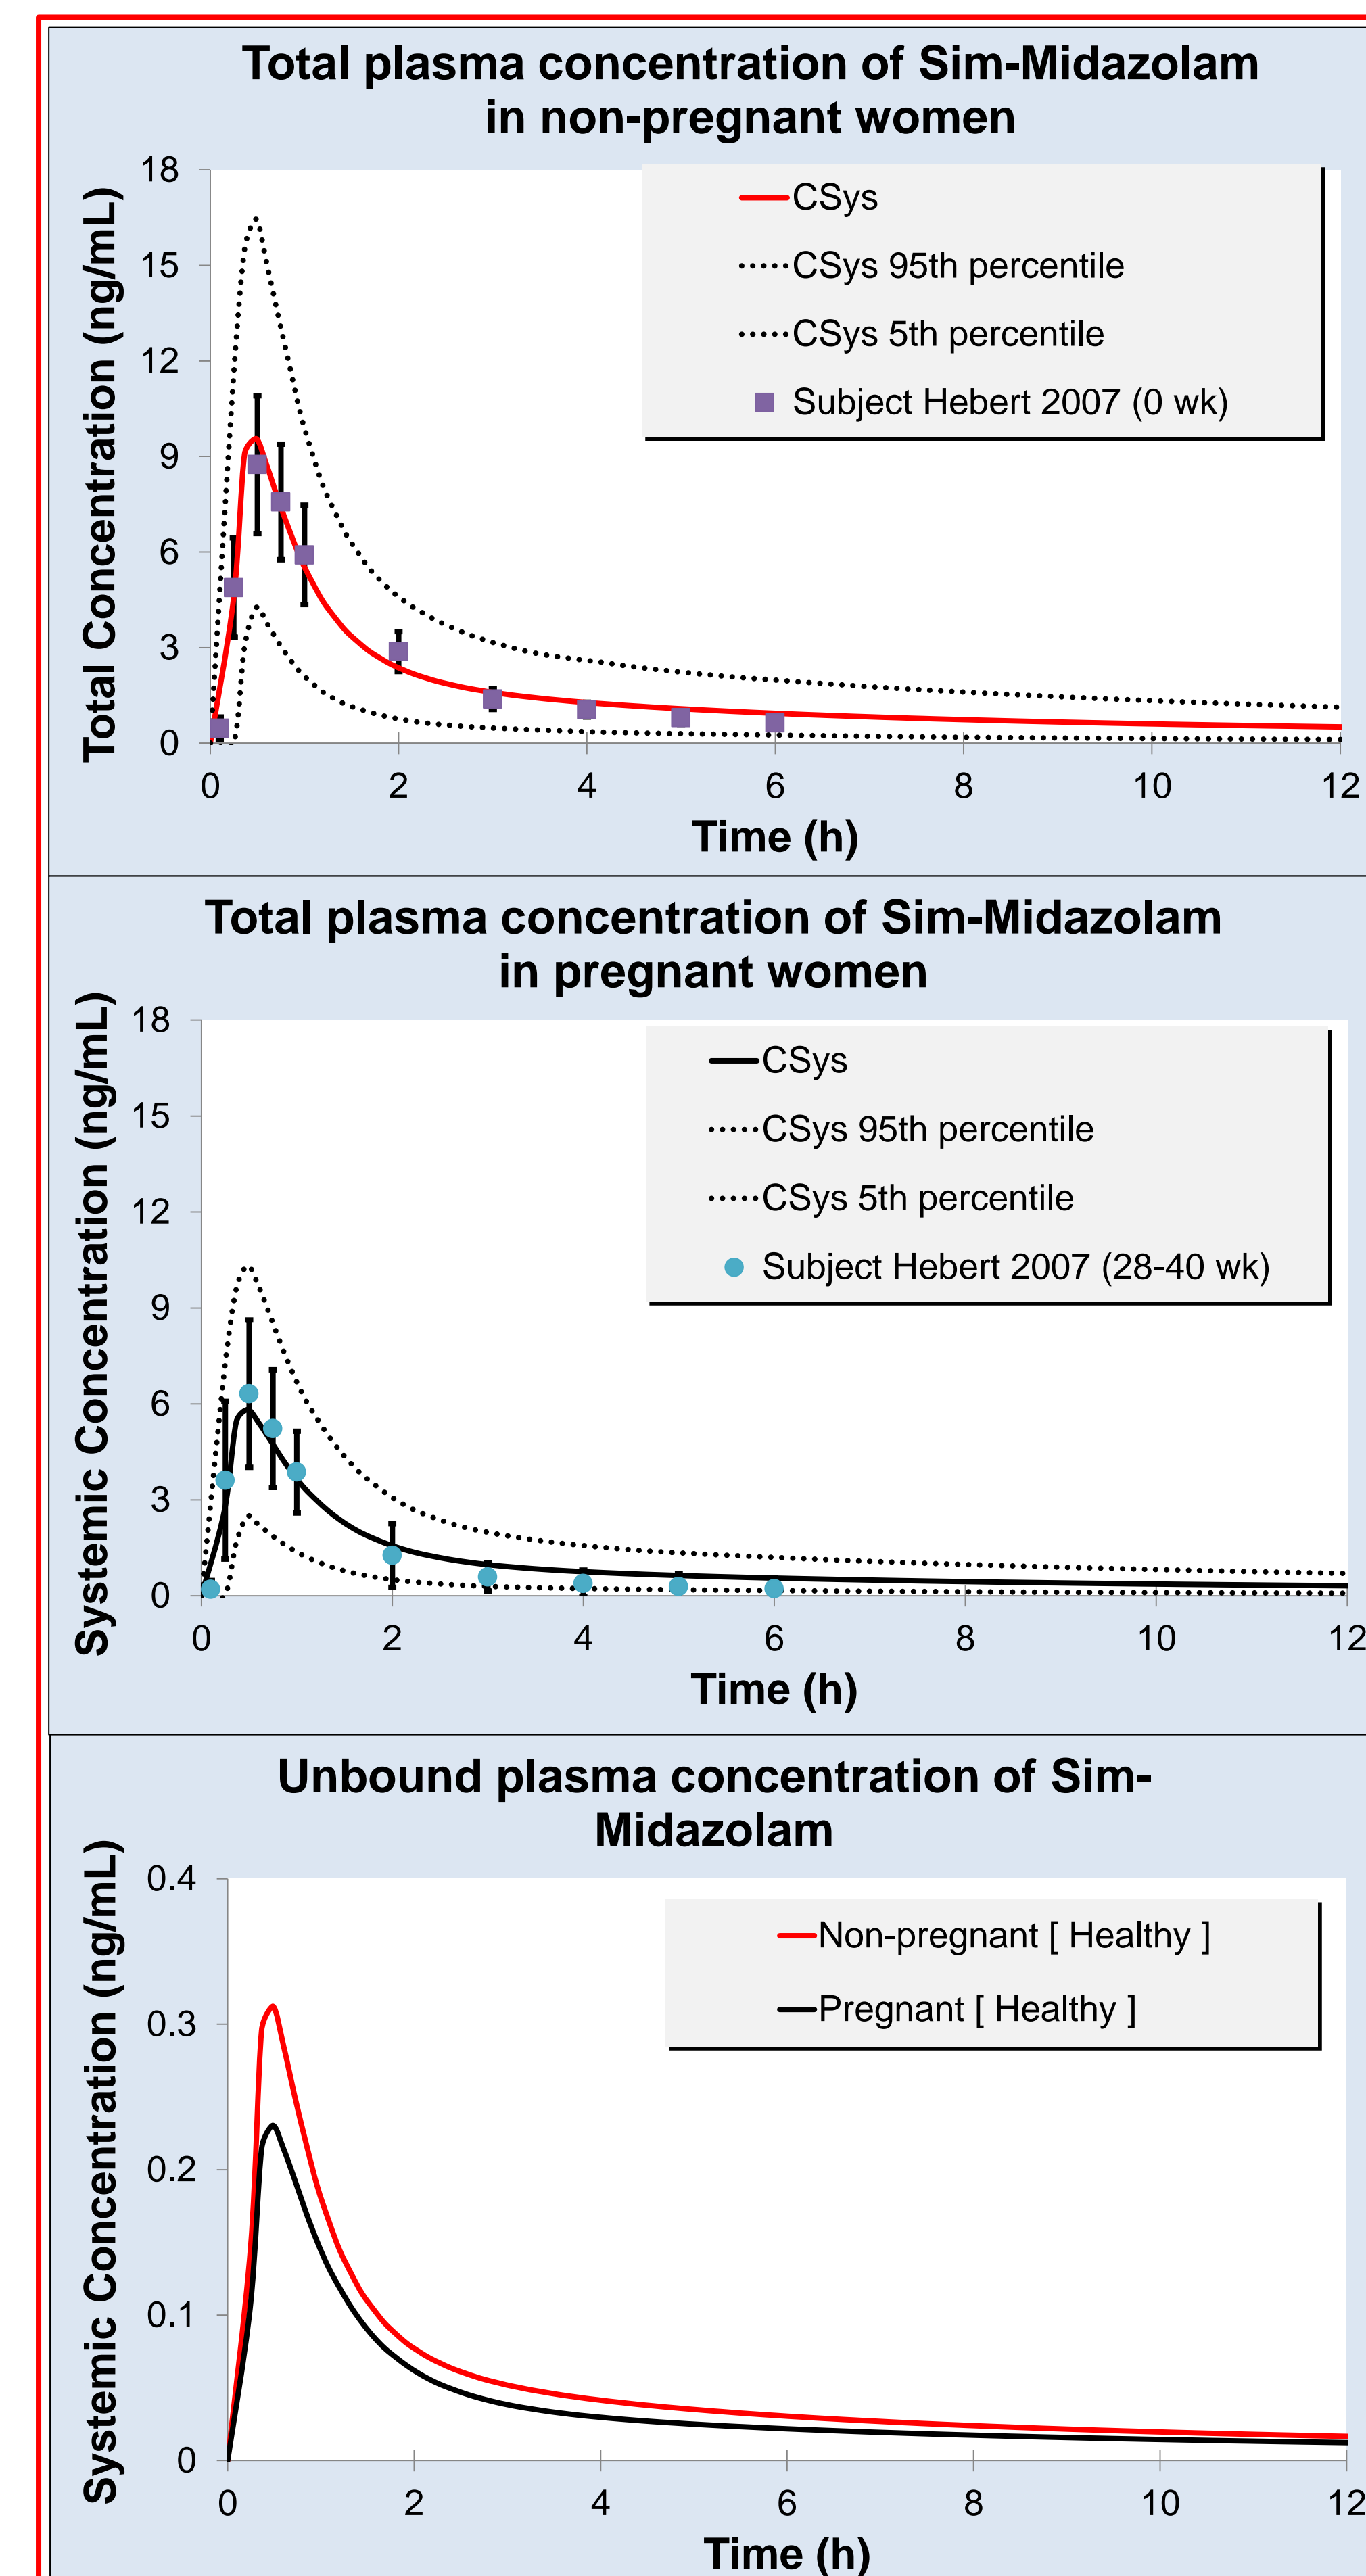 Total plasma concentration of Sim-Midazolam
in non-pregnant women
Total Concentration (ng/mL)
18
15
12
9
6
3
0
CSys
CSys 95th percentile
CSys 5th percentile
Subject Hebert 2007 (0 wk)
0 2 4 6 8 10 12
Time (h)
Total plasma concentration of Sim-Midazolam
in pregnant women
Systemic Concentration (ng/mL)
18
15
12
9
6
3
0
CSys
CSys 95th percentile
CSys 5th percentile
Subject Hebert 2007 (28-40 wk)
0 2 4 6 8 10 12
Time (h)
Unbound plasma concentration of Sim-
Midazolam
Systemic Concentration (ng/mL)
0.4
0.3
0.2
0.1
0
Non-pregnant [ Healthy ]
Pregnant [ Healthy ]
0 2 4 6 8 10 12
Time (h)